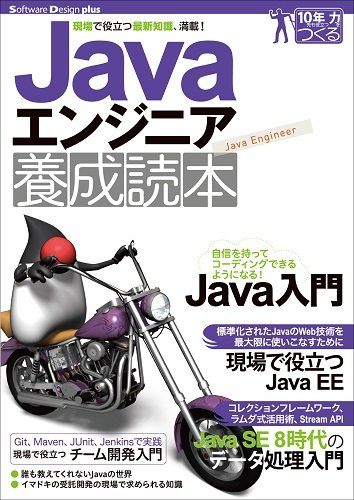 Software Design plus
現場で役立つ最新知識、満載!
10年先も役立つ力を
つくる
Java
エンジニア
Java Engineer
養成読本
自信を持って
コーディングできる
ようになる!
Java入門
標準化されたJavaのWeb技術を
最大限に使いこなすために
現場で役立つ
Java EE
コレクションフレームワーク、
ラムダ式活用術、Stream API
Java SE 8時代の
データ処理入門
Git、Maven、JUnit、Jenkinsで実践
現場で役立つ チーム開発入門
● 誰も教えてくれないJavaの世界
● イマドキの受託開発の現場で求められる知識